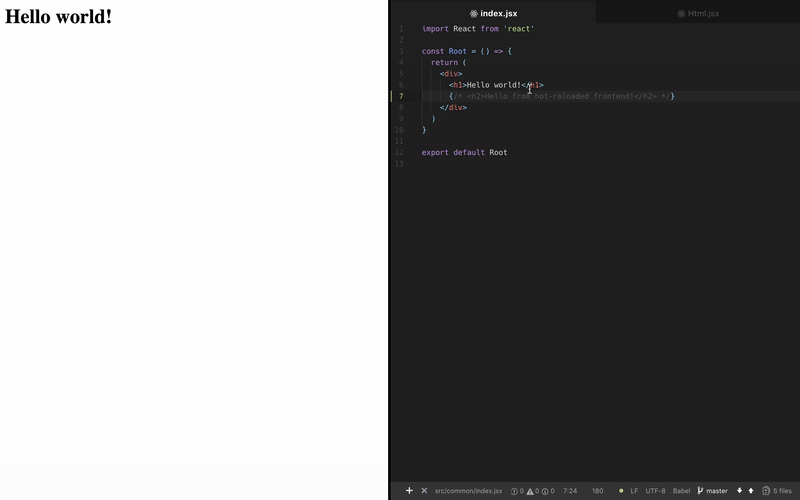 Hello world!
index.jsx
Html.jsx
1 import React from 'react'
2
3 const Root = () => {
4 return (
5 <div>
6 <h1>Hello world!</h1>
7 {/* <h2>Hello from hot-reloaded frontend!</h2> */}
8 </div>
9 )
10 }
11
12 export default Root
13
+ × src/common/index.jsx 0 0 0 7:24 180 LF UTF-8 Babel master 5 files